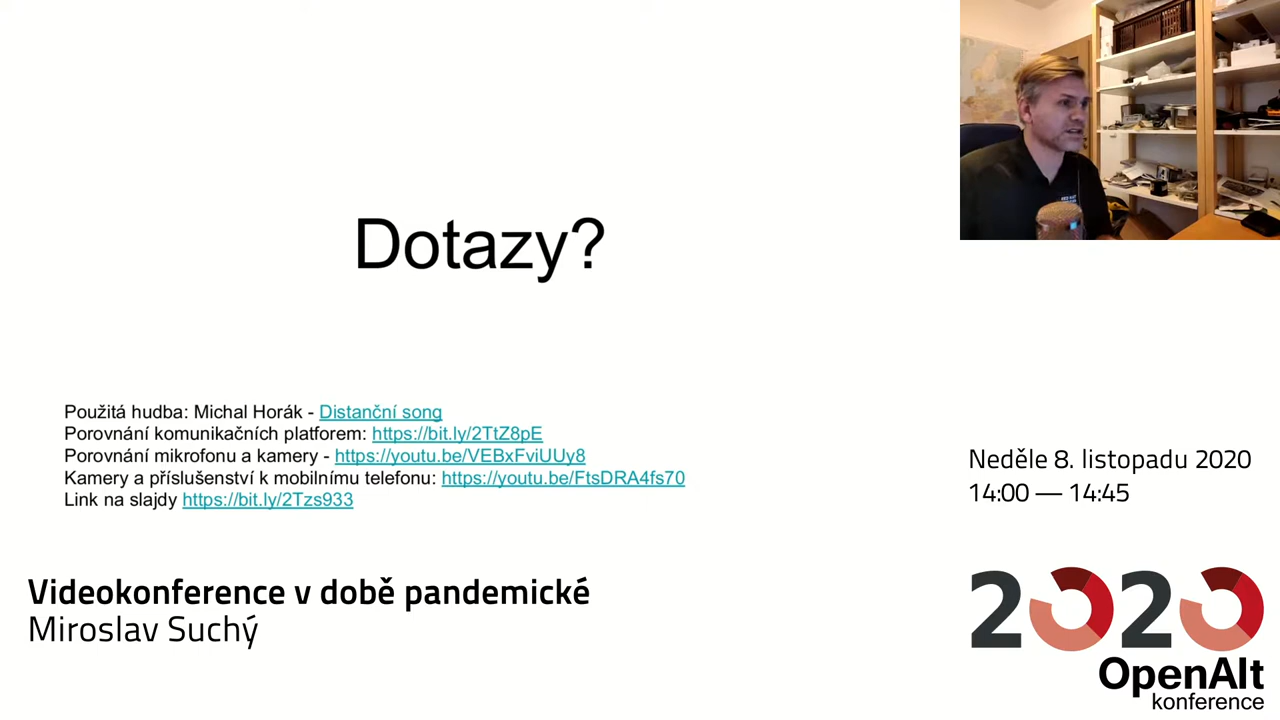 Dotazy?
Použitá hudba: Michal Horák - Distanční song
Porovnání komunikačních platforem: https://bit.ly/2TtZ8pE
Porovnání mikrofonu a kamery - https://youtu.be/VEBxFviUUy8
Kamery a příslušenství k mobilnímu telefonu: https://youtu.be/FtsDRA4fs70
Link na slajdy https://bit.ly/2Tzs933
Neděle 8. listopadu 2020
14:00 — 14:45
Videokonference v době pandemické
Miroslav Suchý
2020
OpenAlt
konference